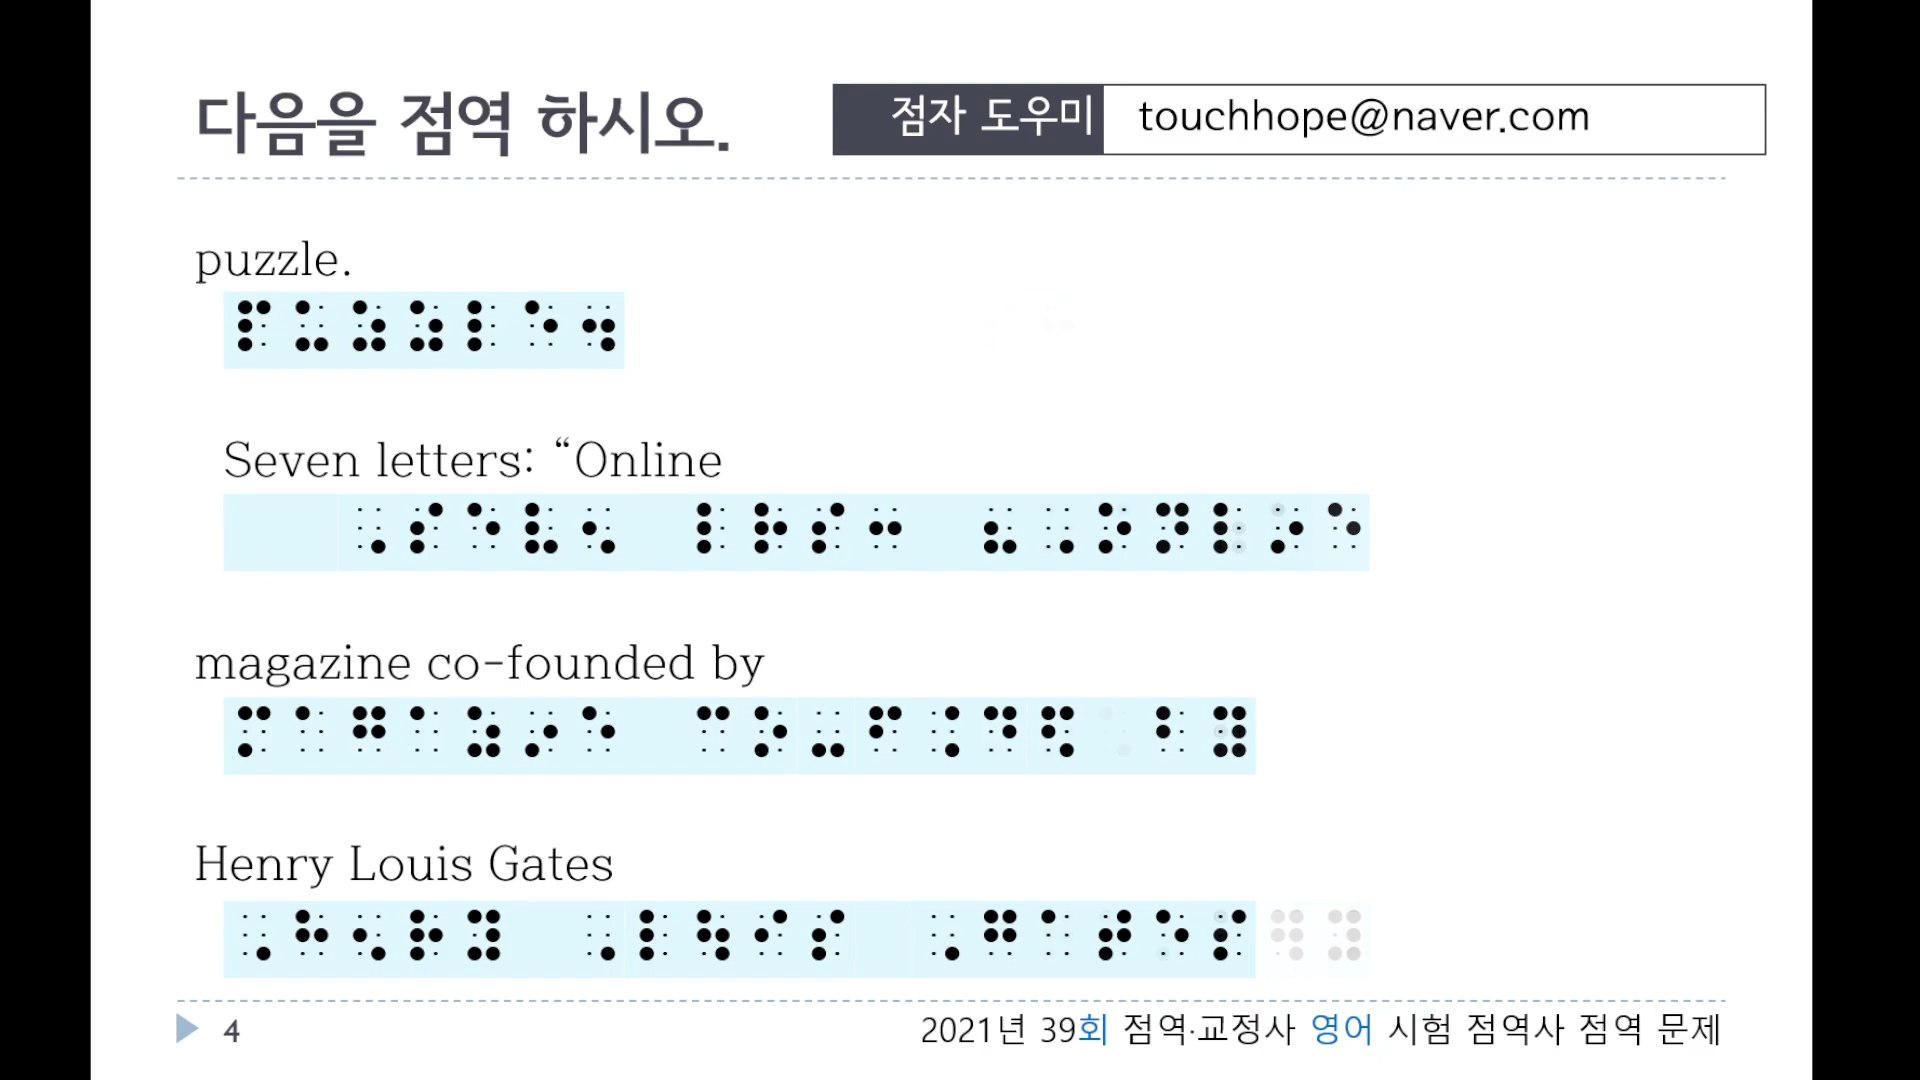 다음을 점역 하시오.
점자 도우미 touchhope@naver.com
puzzle.
⠏⠥⠵⠵⠇⠑⠲
Seven letters: “Online
⠠⠎⠑⠧⠢ ⠇⠗⠎⠒ ⠦⠠⠕⠝⠇⠔⠑
magazine co-founded by
⠍⠁⠛⠁⠵⠔⠑ ⠉⠕⠤⠋⠨⠙⠫ ⠃⠽
Henry Louis Gates
⠠⠓⠢⠗⠽ ⠠⠇⠳⠊⠎ ⠠⠛⠁⠞⠑⠎
4
2021년 39회 점역·교정사 영어 시험 점역사 점역 문제